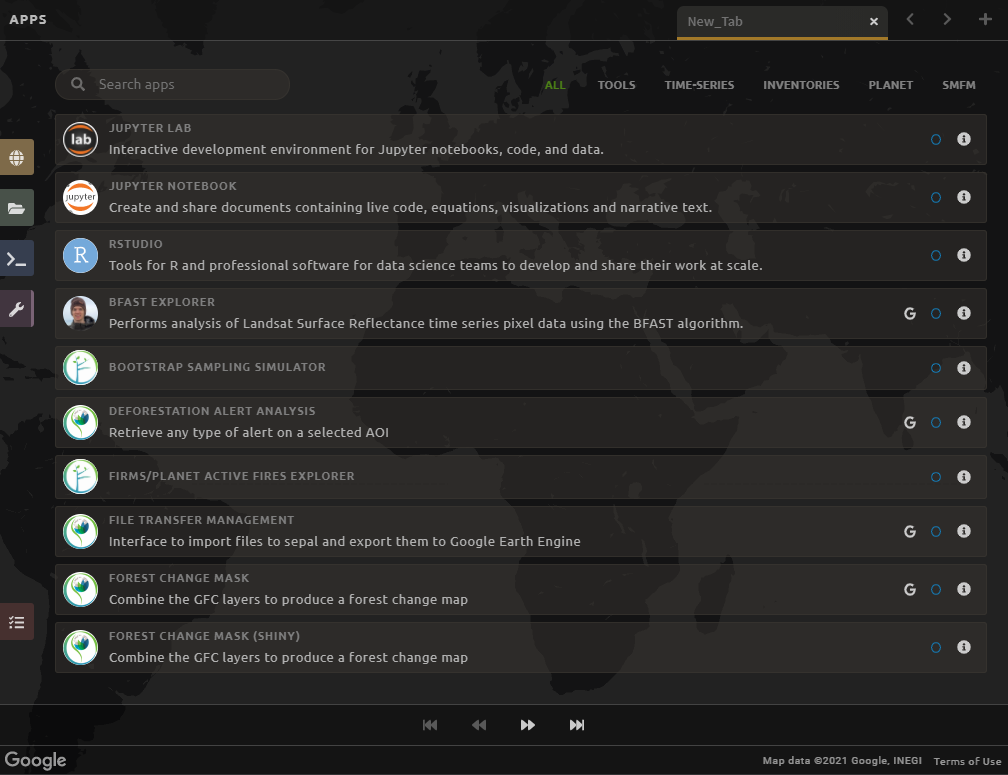 APPS
New_Tab
Search apps
ALL TOOLS TIME-SERIES INVENTORIES PLANET SMFM
lab
JUPYTER LAB
Interactive development environment for Jupyter notebooks, code, and data.
jupyter
JUPYTER NOTEBOOK
Create and share documents containing live code, equations, visualizations and narrative text.
R
RSTUDIO
Tools for R and professional software for data science teams to develop and share their work at scale.
BFAST EXPLORER
Performs analysis of Landsat Surface Reflectance time series pixel data using the BFAST algorithm.
BOOTSTRAP SAMPLING SIMULATOR
DEFORESTATION ALERT ANALYSIS
Retrieve any type of alert on a selected AOI
FIRMS/PLANET ACTIVE FIRES EXPLORER
FILE TRANSFER MANAGEMENT
Interface to import files to sepal and export them to Google Earth Engine
FOREST CHANGE MASK
Combine the GFC layers to produce a forest change map
FOREST CHANGE MASK (SHINY)
Combine the GFC layers to produce a forest change map
Google
Map data ©2021 Google, INEGI Terms of Use